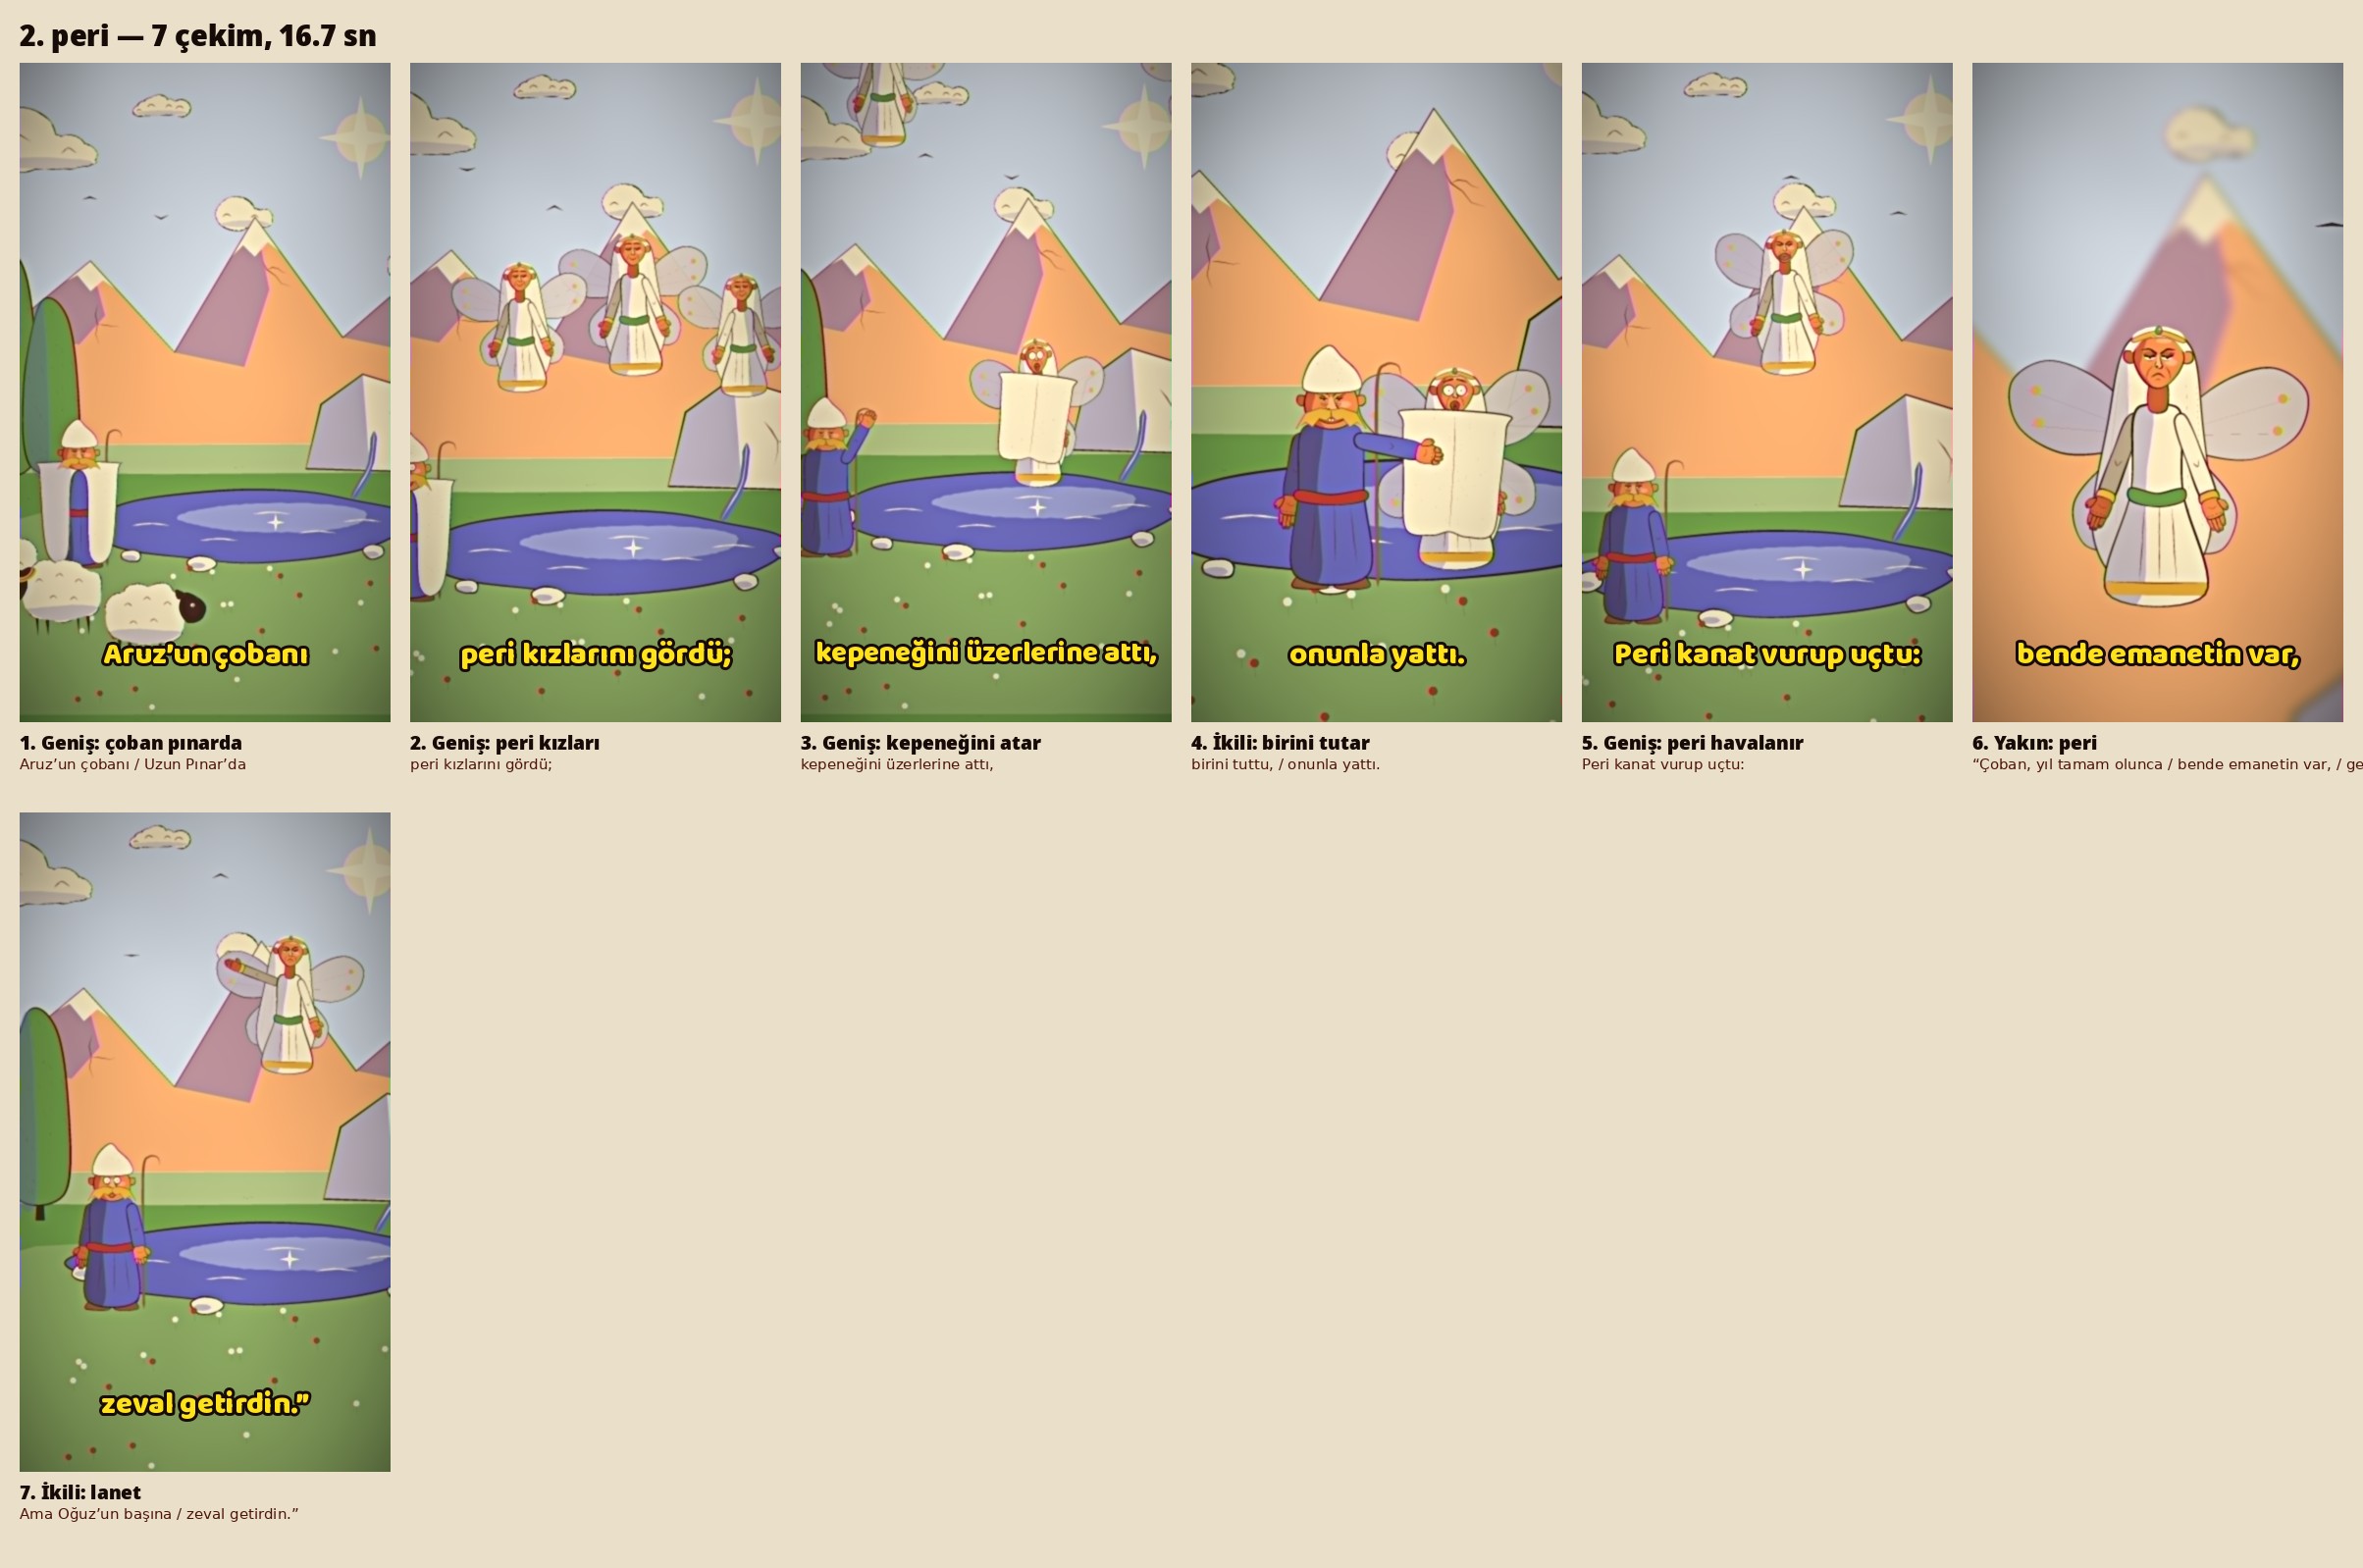 2. peri — 7 çekim, 16.7 sn
Aruz’un çobanı
peri kızlarını gördü;
kepeneğini üzerlerine attı,
onunla yattı.
Peri kanat vurup uçtu:
bende emanetin var,
1. Geniş: çoban pınarda
Aruz’un çobanı / Uzun Pınar’da
2. Geniş: peri kızları
peri kızlarını gördü;
3. Geniş: kepeneğini atar
kepeneğini üzerlerine attı,
4. İkili: birini tutar
birini tuttu, / onunla yattı.
5. Geniş: peri havalanır
Peri kanat vurup uçtu:
6. Yakın: peri
“Çoban, yıl tamam olunca / bende emanetin var, / ge
zeval getirdin.”
7. İkili: lanet
Ama Oğuz’un başına / zeval getirdin.”